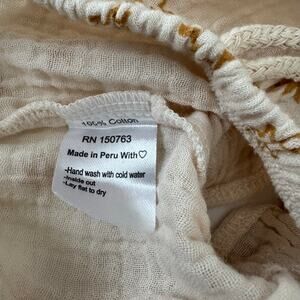 100% Cotton
RN 150763
Made in Peru With♡
-Hand wash with cold water
-Inside out
-Lay flat to dry